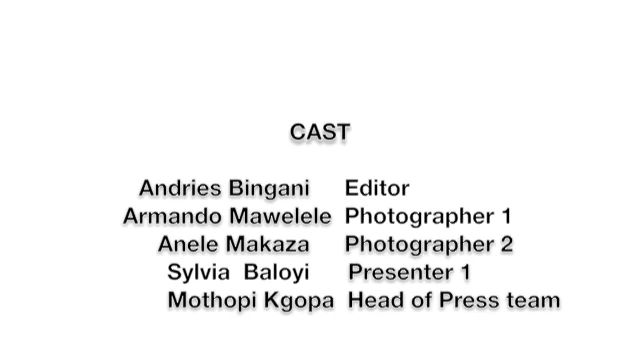 CAST
Andries Bingani Editor
Armando Mawelele Photographer 1
Anele Makaza Photographer 2
Sylvia Baloyi Presenter 1
Mothopi Kgopa Head of Press team